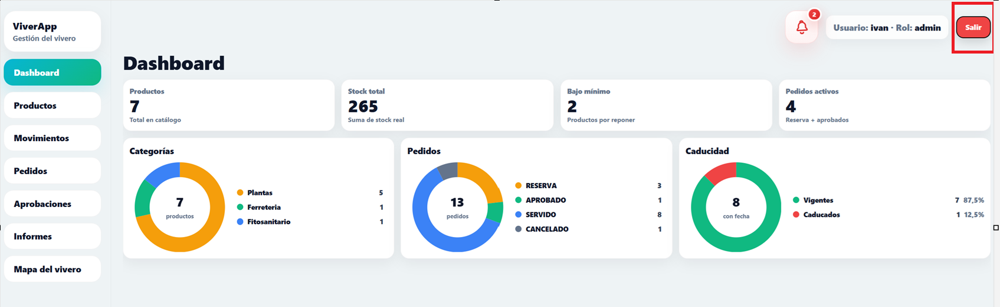 ViverApp
Gestión del vivero
Dashboard
Productos
Movimientos
Pedidos
Aprobaciones
Informes
Mapa del vivero
2
Usuario: ivan · Rol: admin
Salir
Dashboard
Productos
7
Total en catálogo
Stock total
265
Suma de stock real
Bajo mínimo
2
Productos por reponer
Pedidos activos
4
Reserva + aprobados
Categorías
7
productos
Plantas 5
Ferreteria 1
Fitosanitario 1
Pedidos
13
pedidos
RESERVA 3
APROBADO 1
SERVIDO 8
CANCELADO 1
Caducidad
8
con fecha
Vigentes 7 87,5%
Caducados 1 12,5%